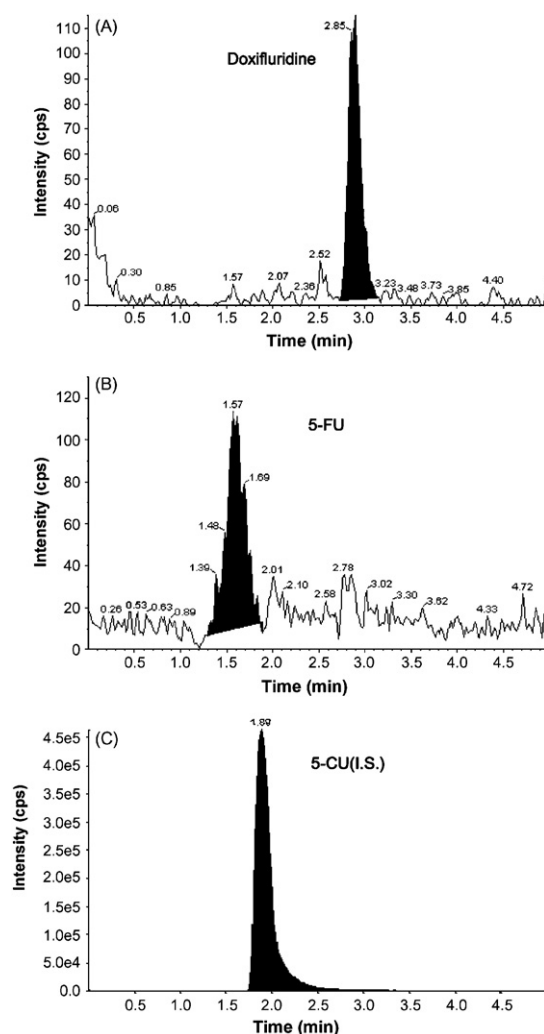 (A)
Doxifluridine
Intensity (cps)
110
100
90
80
70
60
50
40
30
20
10
0
0.06
0.30
0.85
1.57
2.07
2.36
2.52
2.85
3.23
3.48
3.73
3.85
4.40
0.5 1.0 1.5 2.0 2.5 3.0 3.5 4.0 4.5
Time (min)
(B)
5-FU
Intensity (cps)
120
100
80
60
40
20
0
0.26
0.53
0.63
0.89
1.39
1.48
1.57
1.69
2.01
2.10
2.58
2.78
3.02
3.30
3.62
4.33
4.72
0.5 1.0 1.5 2.0 2.5 3.0 3.5 4.0 4.5
Time (min)
(C)
5-CU(I.S.)
Intensity (cps)
4.5e5
4.0e5
3.5e5
3.0e5
2.5e5
2.0e5
1.5e5
1.0e5
5.0e4
0.0
0.5 1.0 1.5 2.0 2.5 3.0 3.5 4.0 4.5
Time (min)